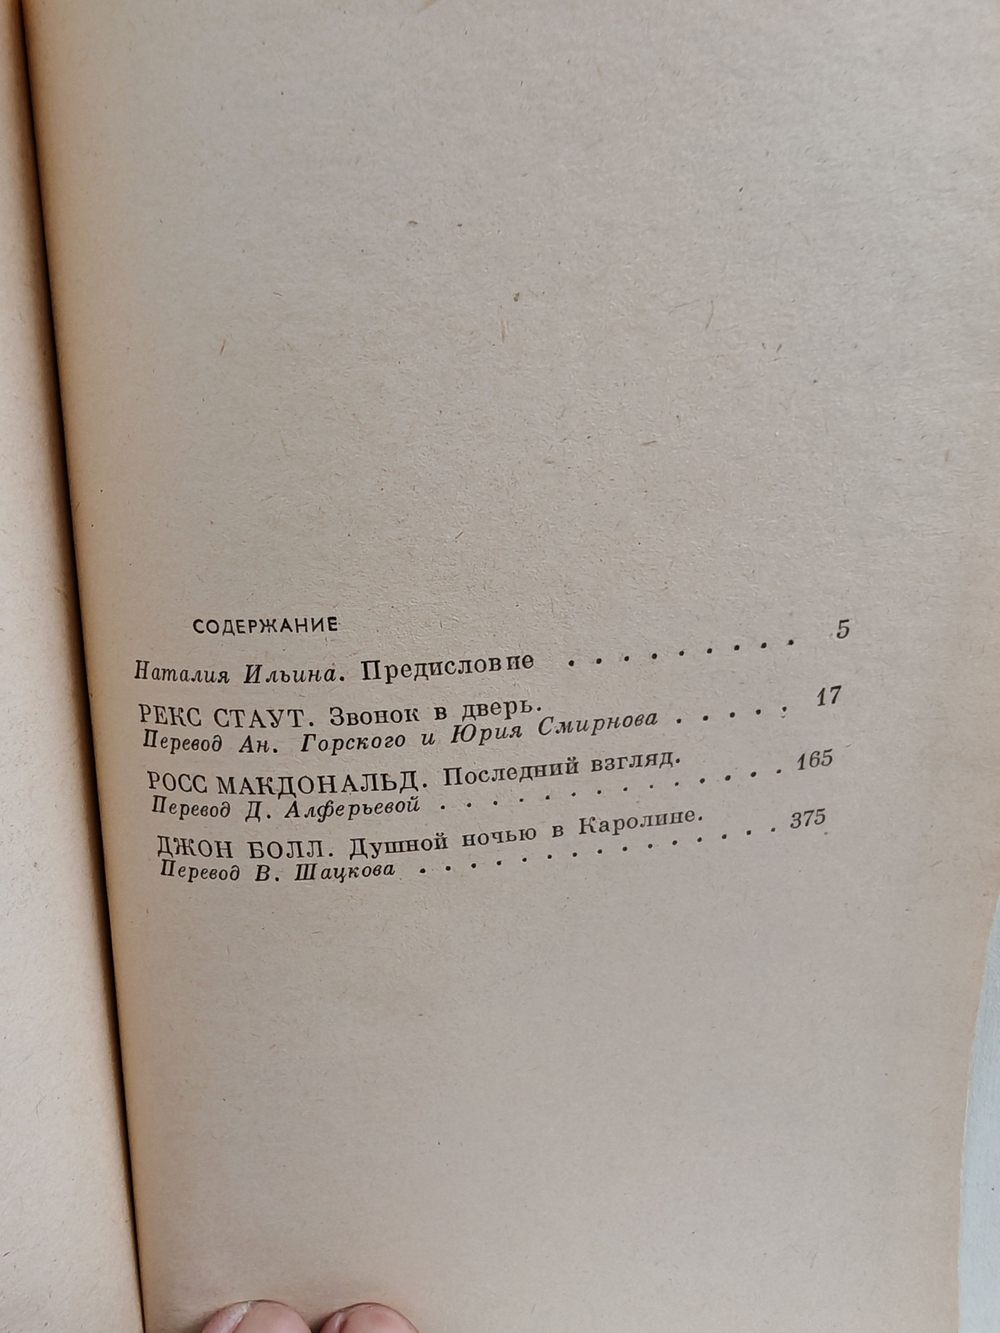 СОДЕРЖАНИЕ
Наталия Ильина. Предисловие . . . . . . . . . 5
РЕКС СТАУТ. Звонок в дверь.
Перевод Ан. Горского и Юрия Смирнова . . . . . 17
РОСС МАКДОНАЛЬД. Последний взгляд.
Перевод Д. Алферьевой . . . . . . . . . . . . . 165
ДЖОН БОЛЛ. Душной ночью в Каролине.
Перевод В. Шацкова . . . . . . . . . . . . . . 375